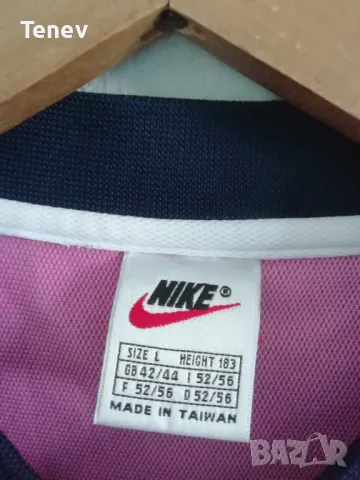 Tenev
NIKE®
SIZE L HEIGHT 183
GB 42/44 I 52/56
F 52/56 D 52/56
MADE IN TAIWAN
BAZAR